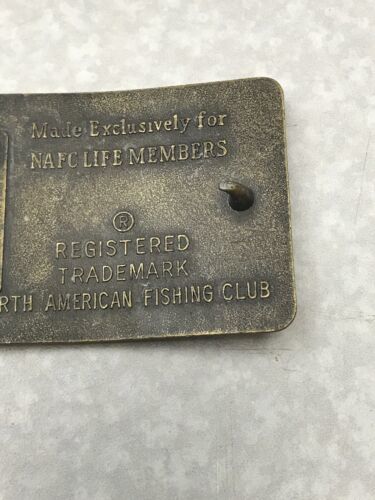 Made Exclusively for
NAFC LIFE MEMBERS
®
REGISTERED
TRADEMARK
RTH AMERICAN FISHING CLUB